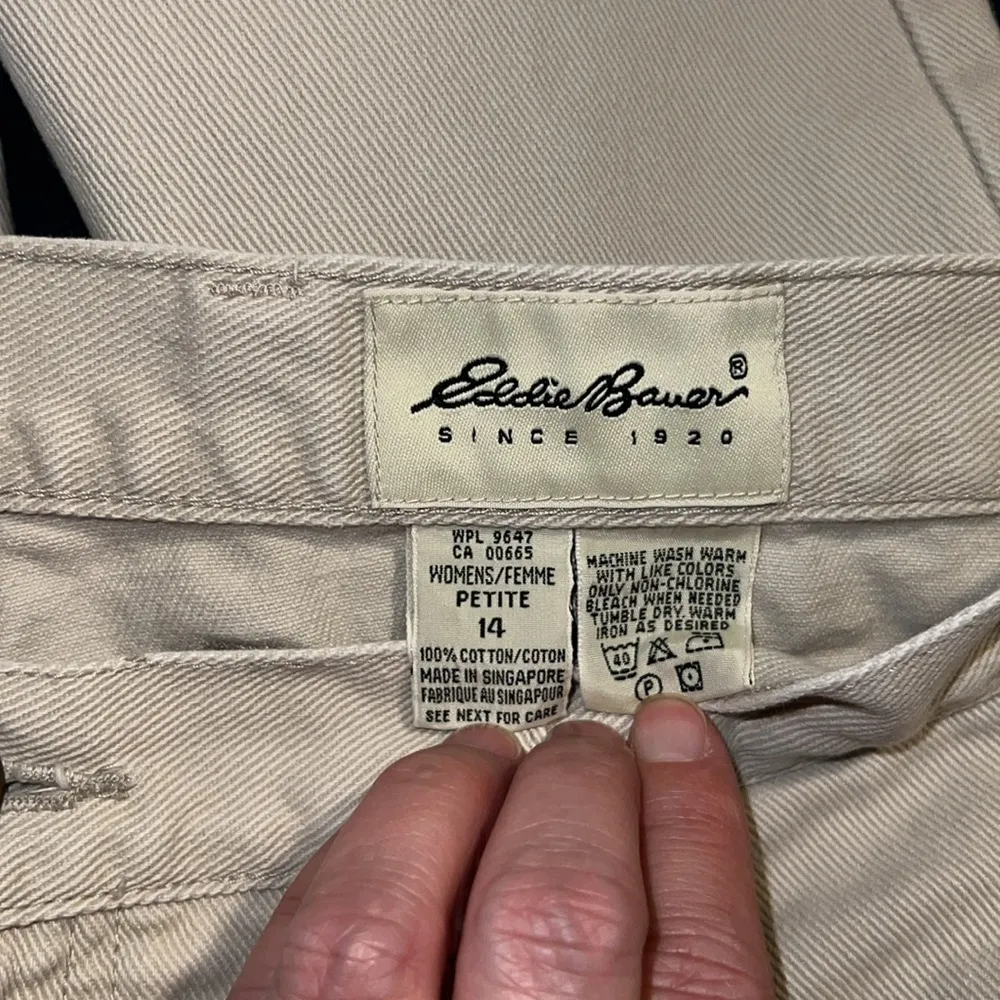 Eddie Bauer®
SINCE 1920
WPL 9647
CA 00665
WOMENS/FEMME
PETITE
14
100% COTTON/COTON
MADE IN SINGAPORE
FABRIQUE AU SINGAPOUR
SEE NEXT FOR CARE
MACHINE WASH WARM
WITH LIKE COLORS
ONLY NON-CHLORINE
BLEACH WHEN NEEDED
TUMBLE DRY. WARM
IRON AS DESIRED
40
P